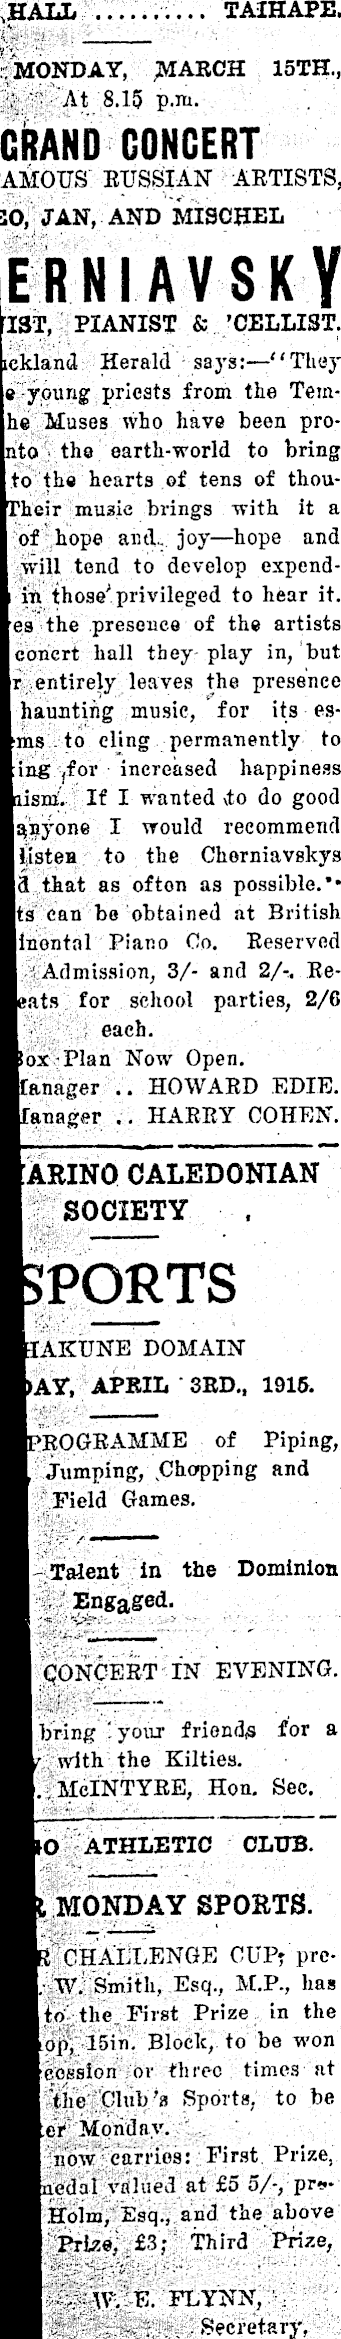 HALL .......... TAIHAPE.
MONDAY, MARCH 15TH.,
At 8.15 p.m.
GRAND CONCERT
AMOUS RUSSIAN ARTISTS,
EO, JAN, AND MISCHEL
ERNIAVSKY
IST, PIANIST & 'CELLIST.
ckland Herald says:—"They
e young priests from the Tem-
he Muses who have been pro-
nto the earth-world to bring
to the hearts of tens of thou-
Their music brings with it a
of hope and joy—hope and
will tend to develop expend-
in those privileged to hear it.
es the presence of the artists
concrt hall they play in, but
r entirely leaves the presence
haunting music, for its es-
ms to cling permanently to
ing for increased happiness
nism. If I wanted to do good
anyone I would recommend
listen to the Cherniavskys
d that as often as possible."
ts can be obtained at British
inental Piano Co. Reserved
Admission, 3/- and 2/-. Re-
eats for school parties, 2/6
each.
Box Plan Now Open.
Manager .. HOWARD EDIE.
Manager .. HARRY COHEN.
ARINO CALEDONIAN
SOCIETY
SPORTS
HAKUNE DOMAIN
DAY, APRIL 3RD., 1915.
PROGRAMME of Piping,
Jumping, Chopping and
Field Games.
Talent in the Dominion
Engaged.
CONCERT IN EVENING.
bring your friends for a
with the Kilties.
McINTYRE, Hon. Sec.
O ATHLETIC CLUB.
R MONDAY SPORTS.
R CHALLENGE CUP; pre-
W. Smith, Esq., M.P., has
to the First Prize in the
op, 15in. Block, to be won
ecession or three times at
the Club's Sports, to be
er Monday.
now carries: First Prize,
medal valued at £5 5/-, pre-
Holm, Esq., and the above
Prize, £3; Third Prize,
W. E. FLYNN,
Secretary.